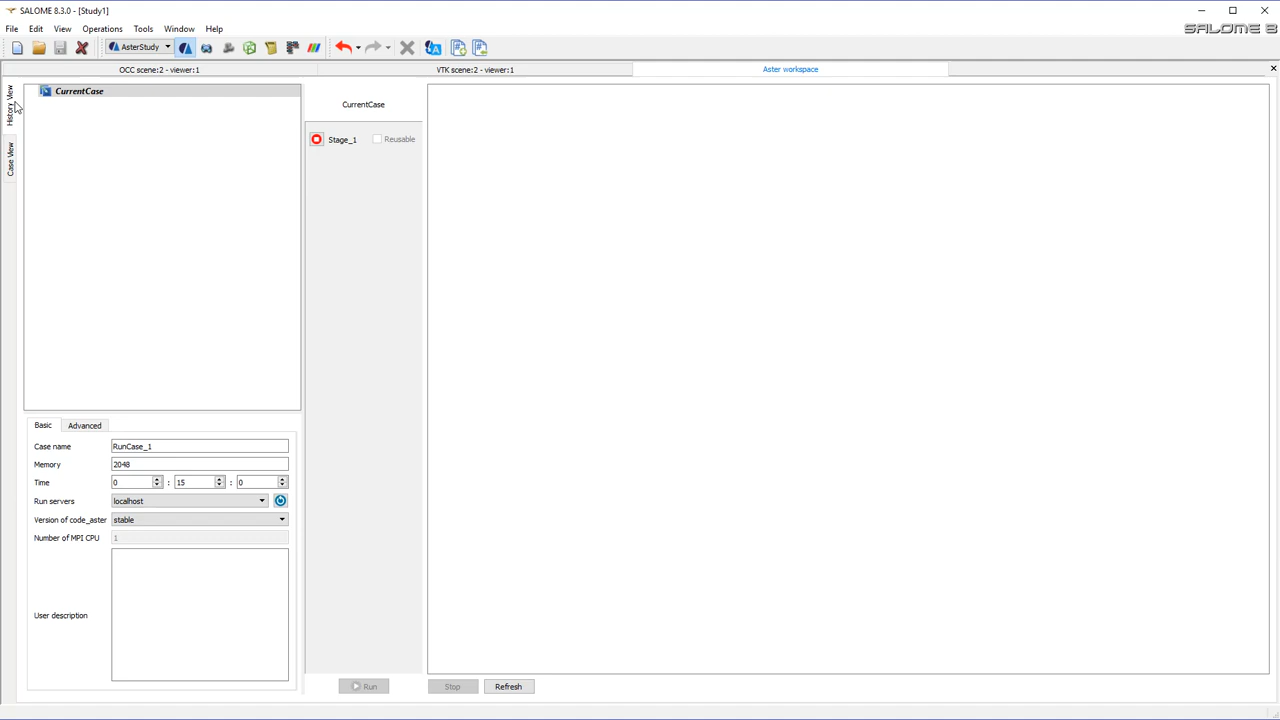 SALOME 8.3.0 - [Study1]
File Edit View Operations Tools Window Help
SALOME 8
AsterStudy
OCC scene:2 - viewer:1
VTK scene:2 - viewer:1
Aster workspace
History View
Case View
CurrentCase
CurrentCase
Stage_1
Reusable
Basic
Advanced
Case name RunCase_1
Memory 2048
Time 0 : 15 : 0
Run servers localhost
Version of code_aster stable
Number of MPI CPU 1
User description
Run
Stop
Refresh